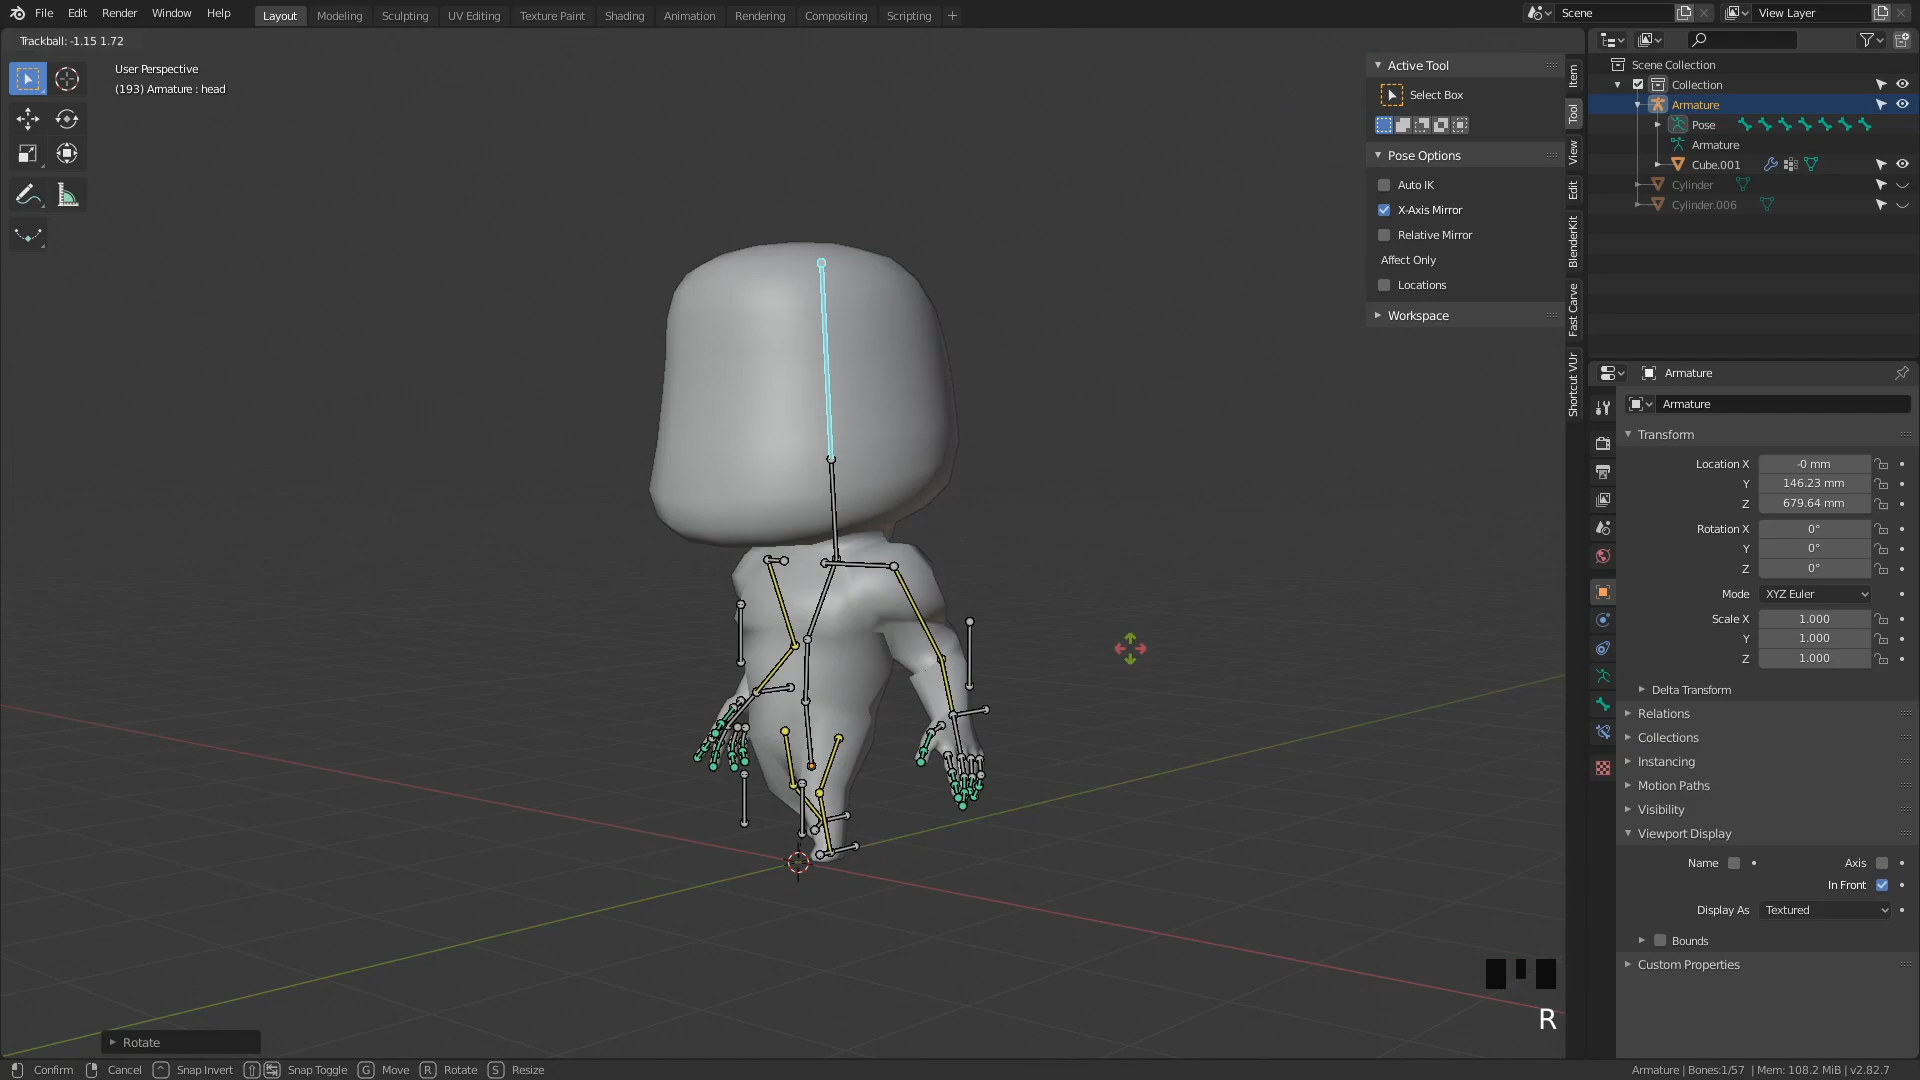 File Edit Render Window Help
Layout Modeling Sculpting UV Editing Texture Paint Shading Animation Rendering Compositing Scripting +
Scene
View Layer
Trackball: -1.15 1.72
User Perspective
(193) Armature : head
Active Tool
Select Box
Pose Options
Auto IK
X-Axis Mirror
Relative Mirror
Affect Only
Locations
Workspace
Item
Tool
View
Edit
BlenderKit
Fast Carve
Shortcut VUr
Scene Collection
Collection
Armature
Pose
Armature
Cube.001
Cylinder
Cylinder.006
Armature
Armature
Transform
Location X -0 mm
Y 146.23 mm
Z 679.64 mm
Rotation X 0°
Y 0°
Z 0°
Mode XYZ Euler
Scale X 1.000
Y 1.000
Z 1.000
Delta Transform
Relations
Collections
Instancing
Motion Paths
Visibility
Viewport Display
Name Axis
In Front
Display As Textured
Bounds
Custom Properties
R
Rotate
Confirm Cancel ^ Snap Invert Snap Toggle G Move R Rotate S Resize
Armature | Bones:1/57 | Mem: 108.2 MiB | v2.82.7